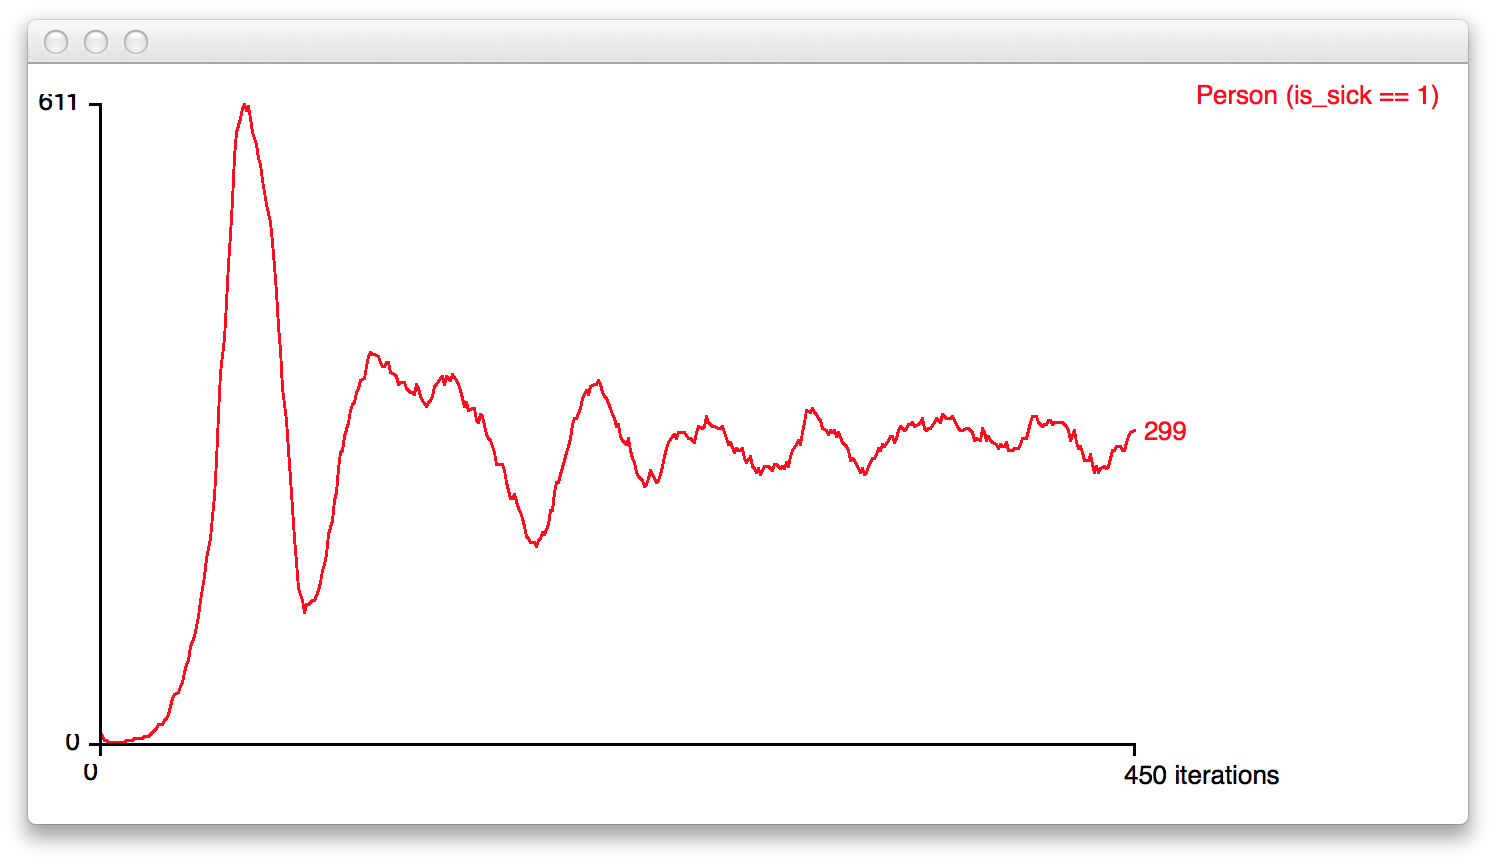 611
Person (is_sick == 1)
299
0
0
450 iterations